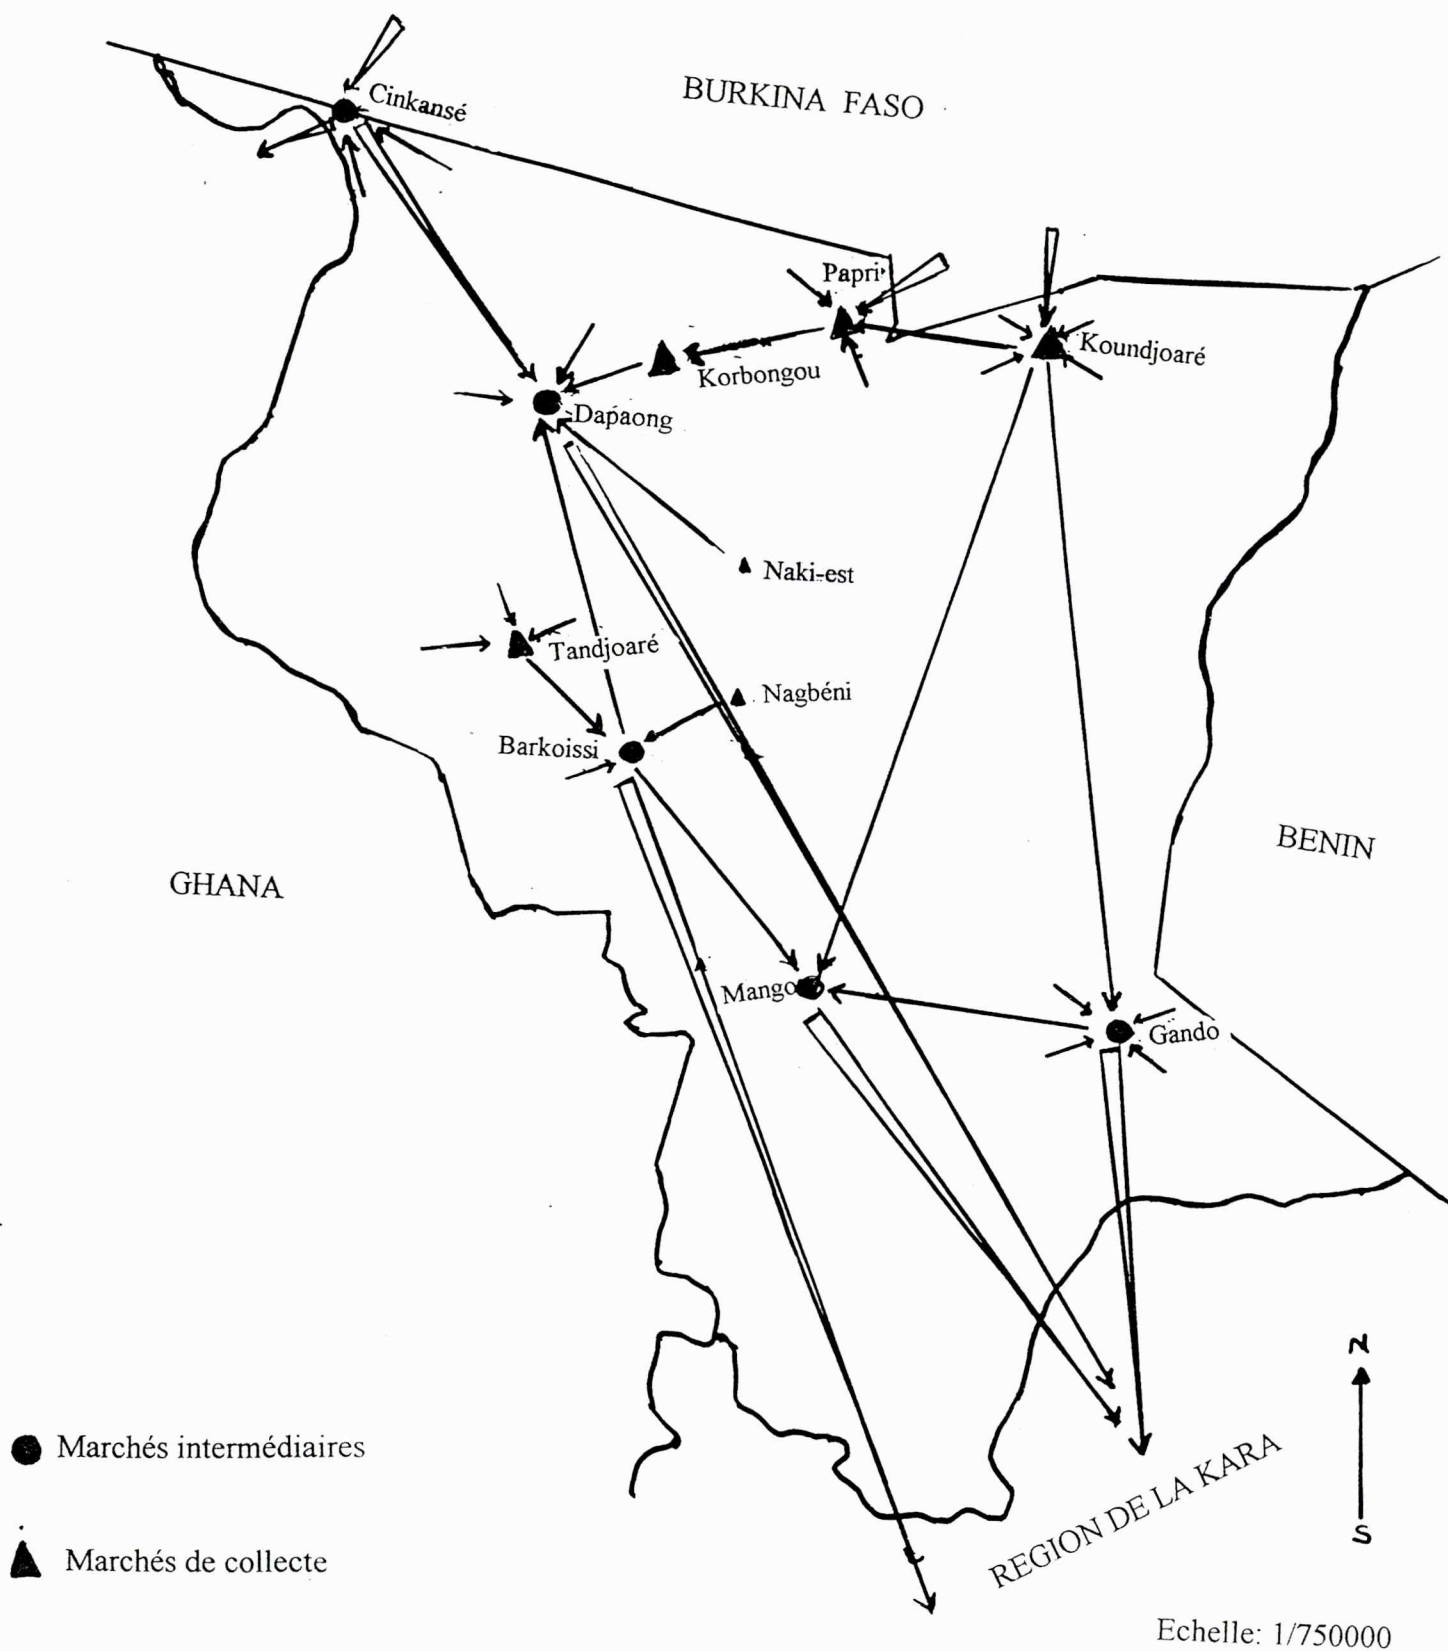 Cinkansé
BURKINA FASO
Papri
Koundjoaré
Korbongou
Dapaong
Naki-est
Tandjoaré
Nagbéni
Barkoissi
BENIN
GHANA
Mango
Gando
N
S
REGION DE LA KARA
Marchés intermédiaires
Marchés de collecte
Echelle: 1/750000